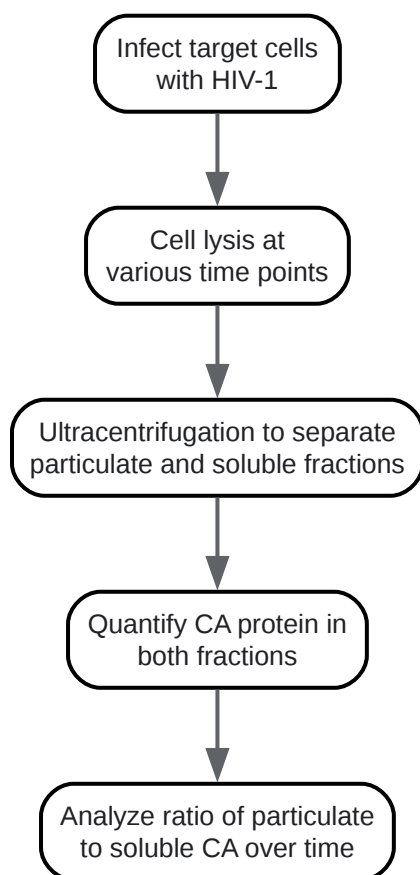 Infect target cells
with HIV-1
Cell lysis at
various time points
Ultracentrifugation to separate
particulate and soluble fractions
Quantify CA protein in
both fractions
Analyze ratio of particulate
to soluble CA over time